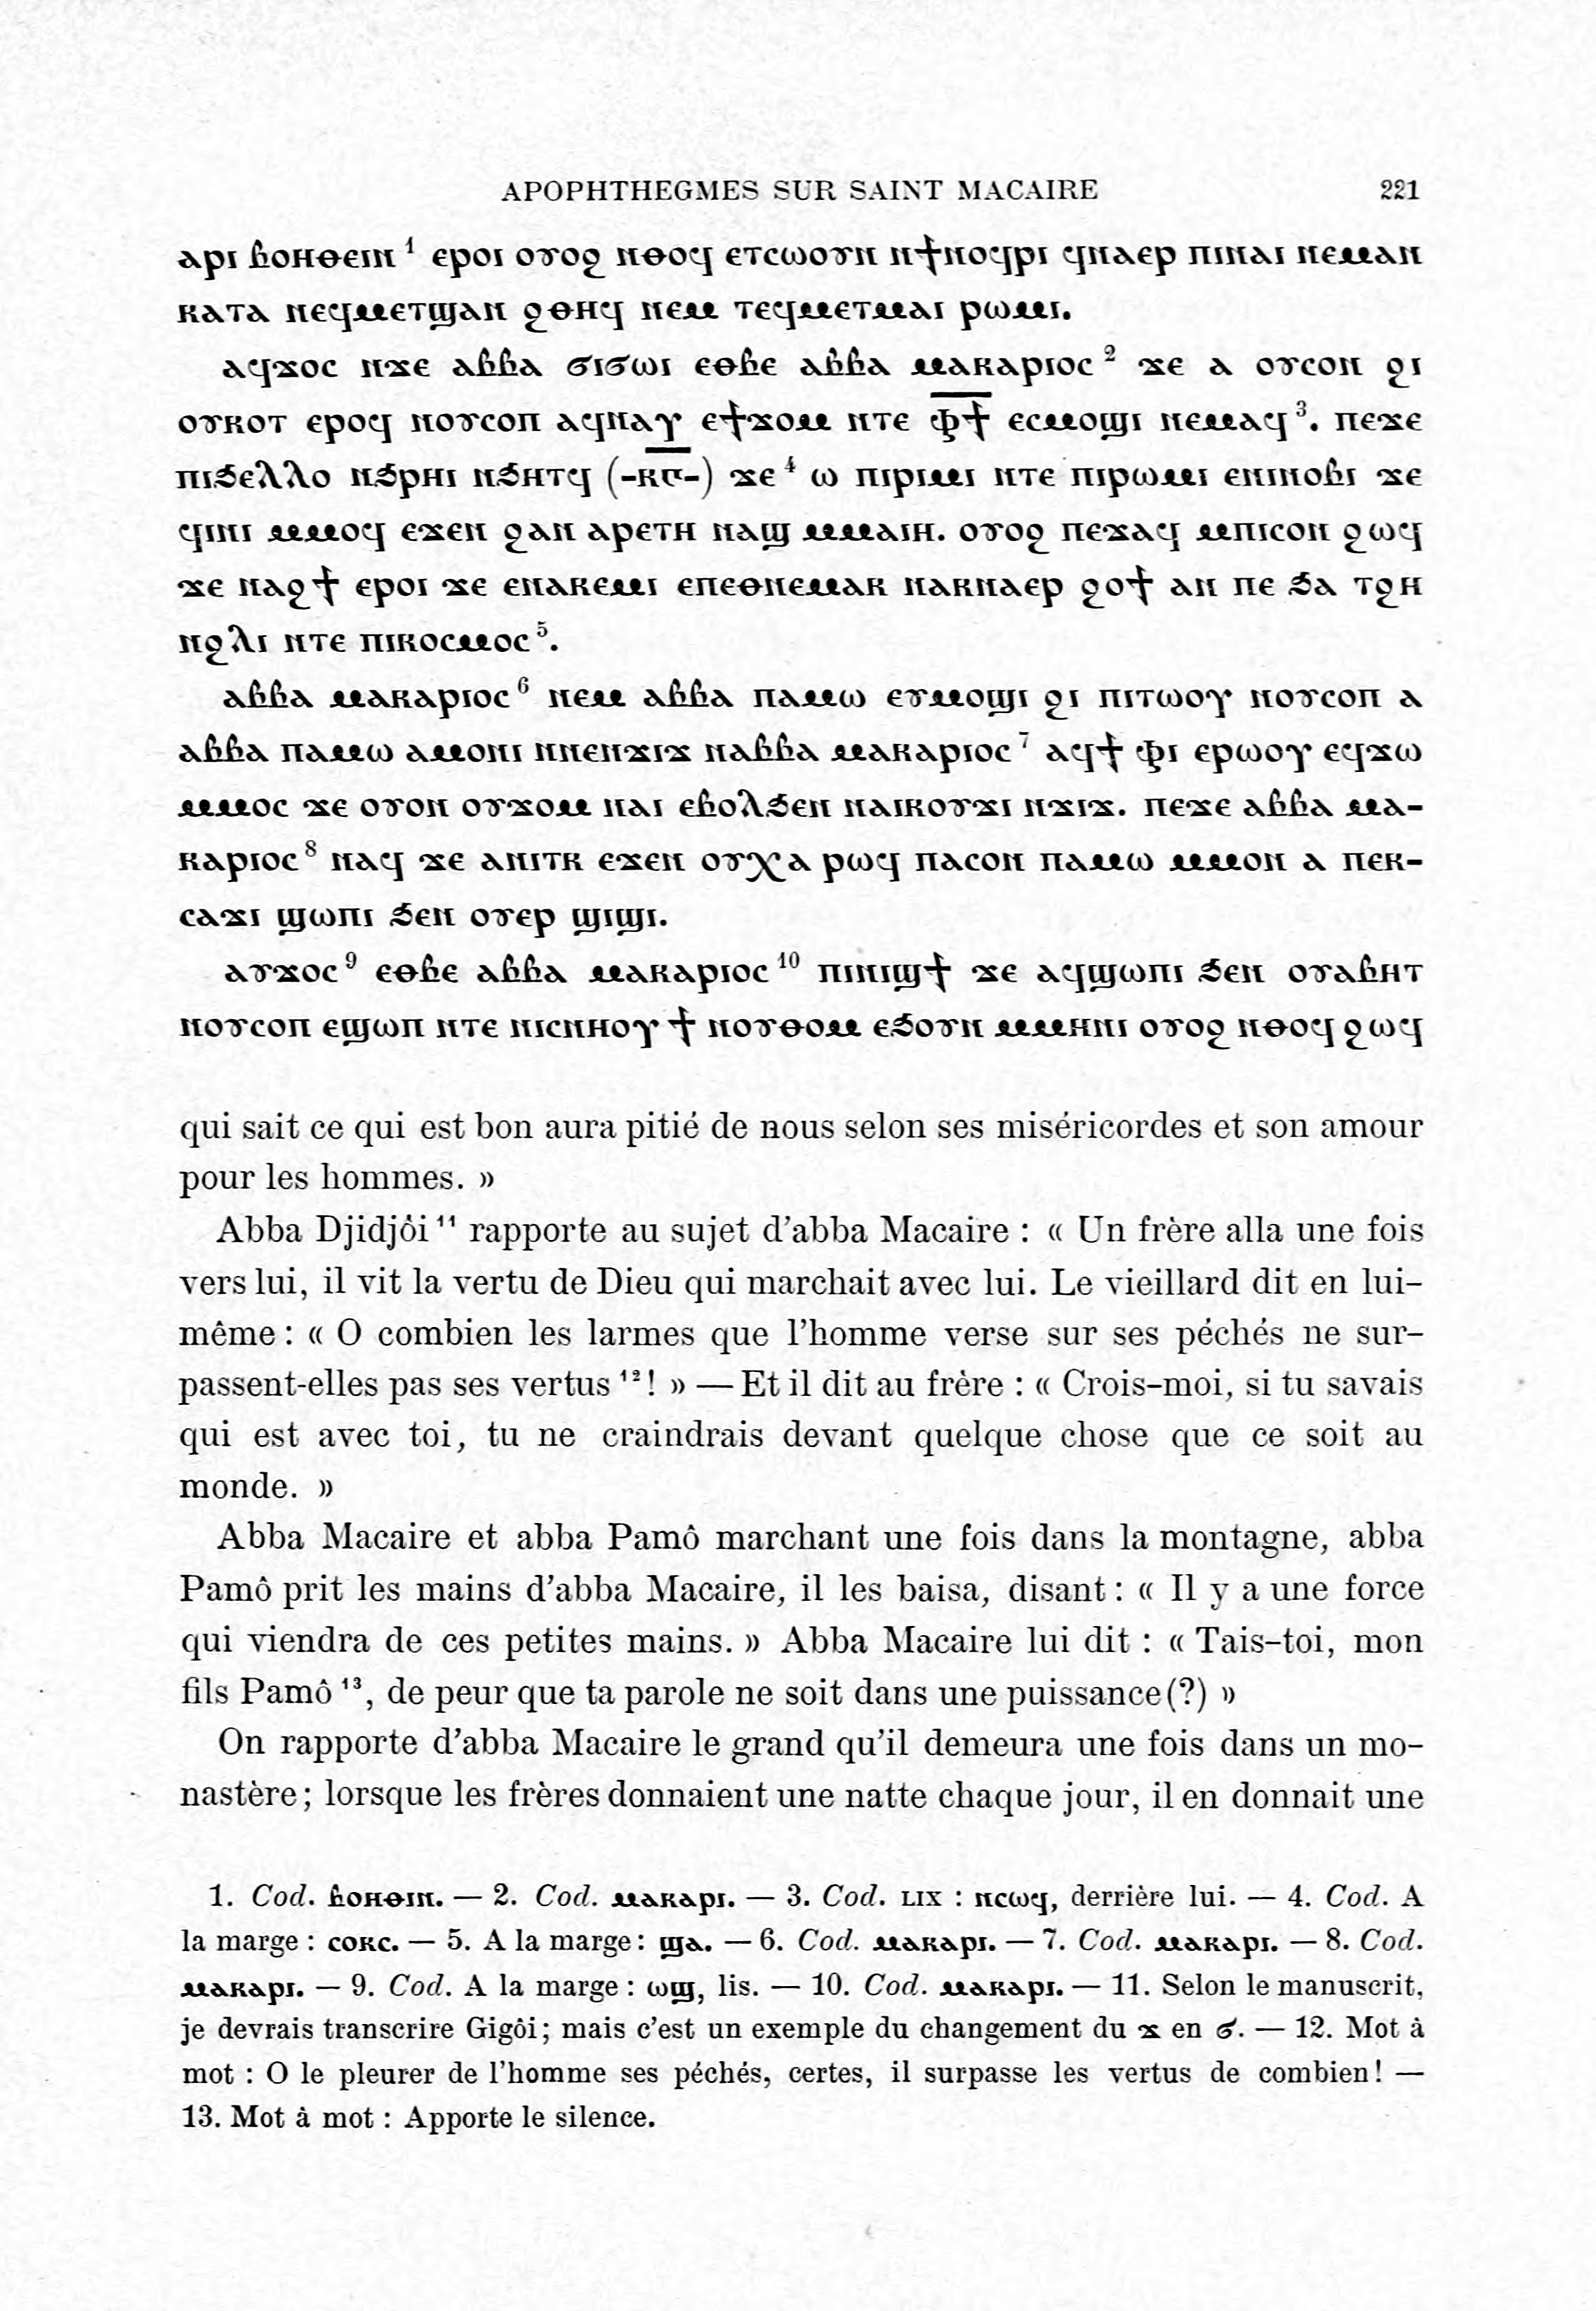 APOPHTHEGMES SUR SAINT MACAIRE 221
ⲁⲣⲓ ⲃⲟⲏⲑⲉⲓⲛ ¹ ⲉⲣⲟⲓ ⲟⲩⲟϩ ⲛⲑⲟϥ ⲉⲧⲥⲱⲟⲩⲛ ⲛϯⲛⲟϥⲣⲓ ϥⲛⲁⲉⲣ ⲡⲓⲛⲁⲓ ⲛⲉⲙⲁⲛ
ⲕⲁⲧⲁ ⲛⲉϥⲙⲉⲧϣⲁⲛ ϩⲑⲏϥ ⲛⲉⲙ ⲧⲉϥⲙⲉⲧⲙⲁⲓ ⲣⲱⲙⲓ.
ⲁϥϫⲟⲥ ⲛϫⲉ ⲁⲃⲃⲁ ϭⲓϭⲱⲓ ⲉⲑⲃⲉ ⲁⲃⲃⲁ ⲙⲁⲕⲁⲣⲓⲟⲥ ² ϫⲉ ⲁ ⲟⲩⲥⲟⲛ ϩⲓ
ⲟⲩⲕⲟⲧ ⲉⲣⲟϥ ⲛⲟⲩⲥⲟⲡ ⲁϥⲛⲁⲩ ⲉϯϫⲟⲙ ⲛⲧⲉ ⲫ̅ϯ̅ ⲉⲥⲙⲟϣⲓ ⲛⲉⲙⲁϥ ³. ⲡⲉϫⲉ
ⲡⲓϧⲉⲗⲗⲟ ⲛϧⲣⲏⲓ ⲛϧⲏⲧϥ (-ⲕ̅ⲋ̅-) ϫⲉ ⁴ ⲱ ⲡⲓⲣⲓⲙⲓ ⲛⲧⲉ ⲡⲓⲣⲱⲙⲓ ⲉⲛⲓⲛⲟⲃⲓ ϫⲉ
ϥⲓⲛⲓ ⲙⲙⲟϥ ⲉϫⲉⲛ ϩⲁⲛ ⲁⲣⲉⲧⲏ ⲛⲁϣ ⲙⲙⲁⲓⲏ. ⲟⲩⲟϩ ⲡⲉϫⲁϥ ⲙⲡⲓⲥⲟⲛ ϩⲱϥ
ϫⲉ ⲛⲁϩϯ ⲉⲣⲟⲓ ϫⲉ ⲉⲛⲁⲕⲉⲙⲓ ⲉⲡⲉⲑⲛⲉⲙⲁⲕ ⲛⲁⲕⲛⲁⲉⲣ ϩⲟϯ ⲁⲛ ⲡⲉ ϧⲁ ⲧϩⲏ
ⲛϩⲗⲓ ⲛⲧⲉ ⲡⲓⲕⲟⲥⲙⲟⲥ ⁵.
ⲁⲃⲃⲁ ⲙⲁⲕⲁⲣⲓⲟⲥ ⁶ ⲛⲉⲙ ⲁⲃⲃⲁ ⲡⲁⲙⲱ ⲉⲩⲙⲟϣⲓ ϩⲓ ⲡⲓⲧⲱⲟⲩ ⲛⲟⲩⲥⲟⲡ ⲁ
ⲁⲃⲃⲁ ⲡⲁⲙⲱ ⲁⲙⲟⲛⲓ ⲛⲛⲉⲛϫⲓϫ ⲛⲁⲃⲃⲁ ⲙⲁⲕⲁⲣⲓⲟⲥ ⁷ ⲁϥϯ ⲫⲓ ⲉⲣⲱⲟⲩ ⲉϥϫⲱ
ⲙⲙⲟⲥ ϫⲉ ⲟⲩⲟⲛ ⲟⲩϫⲟⲙ ⲛⲁⲓ ⲉⲃⲟⲗϧⲉⲛ ⲛⲁⲓⲕⲟⲩϫⲓ ⲛϫⲓϫ. ⲡⲉϫⲉ ⲁⲃⲃⲁ ⲙⲁ-
ⲕⲁⲣⲓⲟⲥ ⁸ ⲛⲁϥ ϫⲉ ⲁⲛⲓⲧⲕ ⲉϫⲉⲛ ⲟⲩⲭⲁ ⲣⲱϥ ⲡⲁⲥⲟⲛ ⲡⲁⲙⲱ ⲙⲙⲟⲛ ⲁ ⲡⲉⲕ-
ⲥⲁϫⲓ ϣⲱⲡⲓ ϧⲉⲛ ⲟⲩⲉⲣ ϣⲓϣⲓ.
ⲁⲩϫⲟⲥ ⁹ ⲉⲑⲃⲉ ⲁⲃⲃⲁ ⲙⲁⲕⲁⲣⲓⲟⲥ ¹⁰ ⲡⲓⲛⲓϣϯ ϫⲉ ⲁϥϣⲱⲡⲓ ϧⲉⲛ ⲟⲩⲁⲃⲏⲧ
ⲛⲟⲩⲥⲟⲡ ⲉϣⲱⲡ ⲛⲧⲉ ⲛⲓⲥⲛⲏⲟⲩ ϯ ⲛⲟⲩⲑⲟⲙ ⲉϧⲟⲩⲛ ⲙⲙⲏⲛⲓ ⲟⲩⲟϩ ⲛⲑⲟϥ ϩⲱϥ
qui sait ce qui est bon aura pitié de nous selon ses miséricordes et son amour
pour les hommes. »
Abba Djidjôi ¹¹ rapporte au sujet d'abba Macaire : « Un frère alla une fois
vers lui, il vit la vertu de Dieu qui marchait avec lui. Le vieillard dit en lui-
même : « O combien les larmes que l'homme verse sur ses péchés ne sur-
passent-elles pas ses vertus ¹² ! » — Et il dit au frère : « Crois-moi, si tu savais
qui est avec toi, tu ne craindrais devant quelque chose que ce soit au
monde. »
Abba Macaire et abba Pamô marchant une fois dans la montagne, abba
Pamô prit les mains d'abba Macaire, il les baisa, disant : « Il y a une force
qui viendra de ces petites mains. » Abba Macaire lui dit : « Tais-toi, mon
fils Pamô ¹³, de peur que ta parole ne soit dans une puissance (?) »
On rapporte d'abba Macaire le grand qu'il demeura une fois dans un mo-
nastère ; lorsque les frères donnaient une natte chaque jour, il en donnait une
1. Cod. ⲃⲟⲏⲑⲓⲛ. — 2. Cod. ⲙⲁⲕⲁⲣⲓ. — 3. Cod. LIX : ⲛⲥⲱϥ, derrière lui. — 4. Cod. A
la marge : ⲥⲟⲕⲥ. — 5. A la marge : ϣⲁ. — 6. Cod. ⲙⲁⲕⲁⲣⲓ. — 7. Cod. ⲙⲁⲕⲁⲣⲓ. — 8. Cod.
ⲙⲁⲕⲁⲣⲓ. — 9. Cod. A la marge : ⲱϣ, lis. — 10. Cod. ⲙⲁⲕⲁⲣⲓ. — 11. Selon le manuscrit,
je devrais transcrire Gigôi ; mais c'est un exemple du changement du ϫ en ϭ. — 12. Mot à
mot : O le pleurer de l'homme ses péchés, certes, il surpasse les vertus de combien ! —
13. Mot à mot : Apporte le silence.